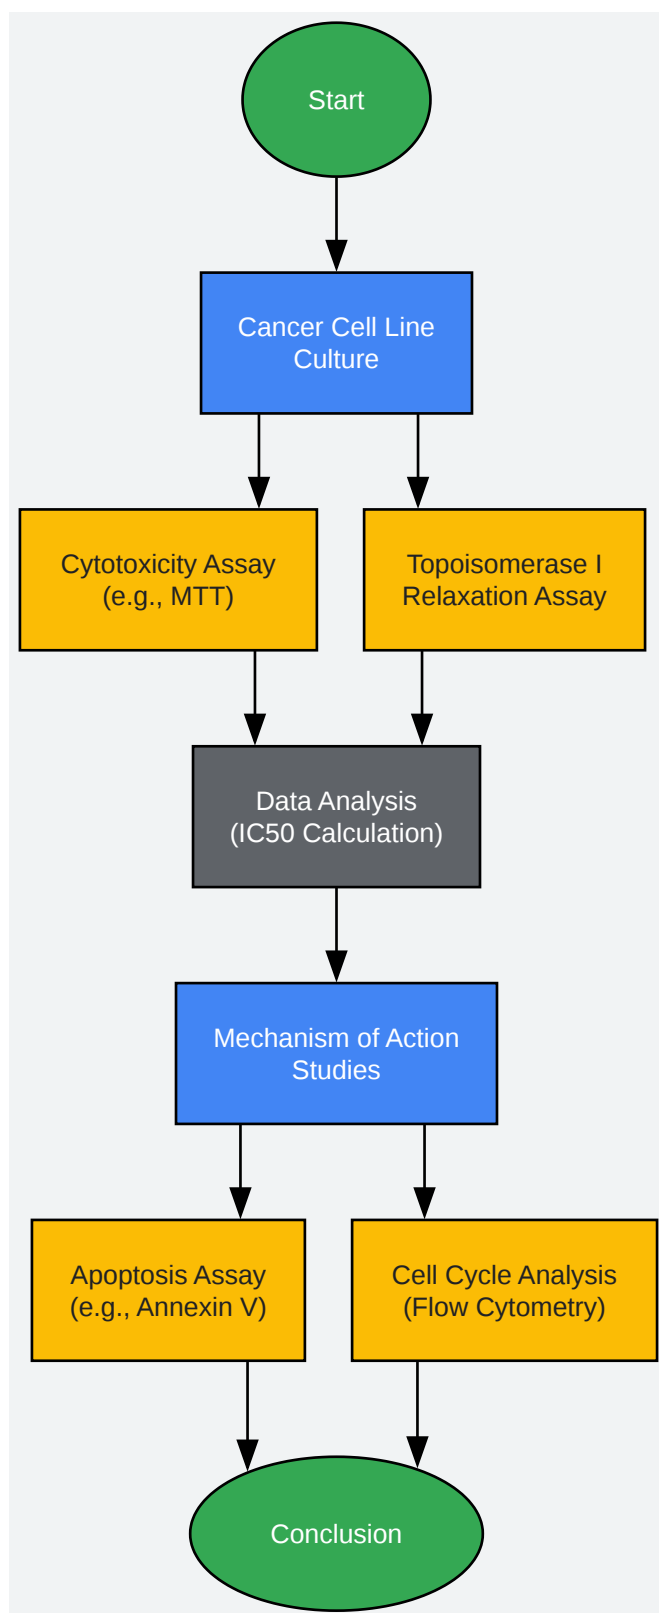 Start
Cancer Cell Line
Culture
Cytotoxicity Assay
(e.g., MTT)
Topoisomerase I
Relaxation Assay
Data Analysis
(IC50 Calculation)
Mechanism of Action
Studies
Apoptosis Assay
(e.g., Annexin V)
Cell Cycle Analysis
(Flow Cytometry)
Conclusion